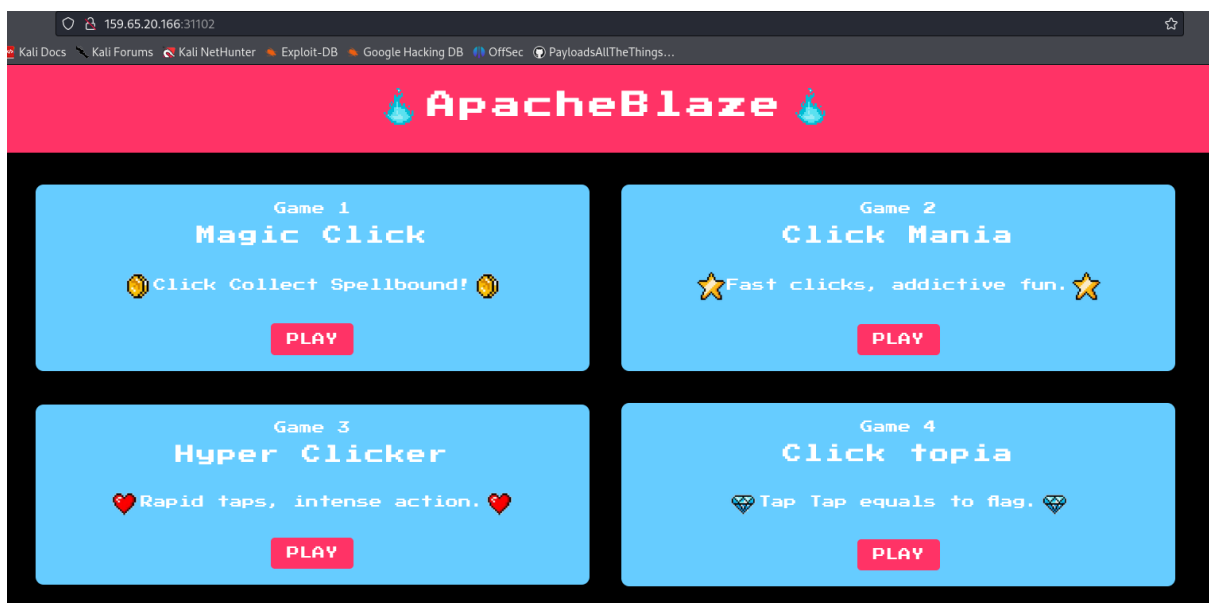 159.65.20.166:31102
Kali Docs Kali Forums Kali NetHunter Exploit-DB Google Hacking DB OffSec PayloadsAllTheThings...
ApacheBlaze
Game 1
Magic Click
Click Collect Spellbound!
PLAY
Game 2
Click Mania
Fast clicks, addictive fun.
PLAY
Game 3
Hyper Clicker
Rapid taps, intense action.
PLAY
Game 4
Click topia
Tap Tap equals to flag.
PLAY